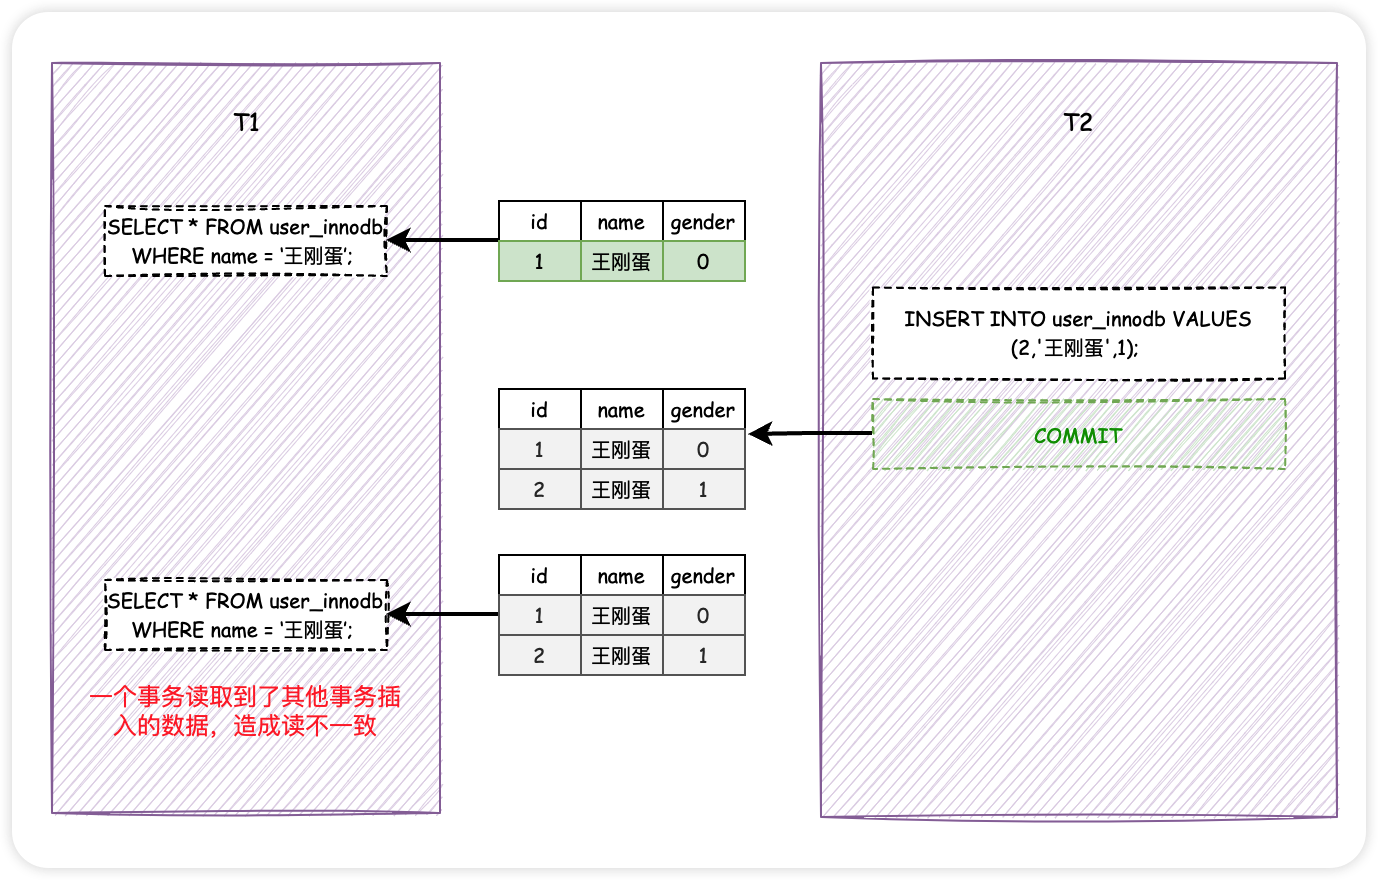 T1
T2
SELECT * FROM user_innodb
WHERE name = '王刚蛋';
id name gender
1 王刚蛋 0
INSERT INTO user_innodb VALUES
(2,'王刚蛋',1);
id name gender
1 王刚蛋 0
2 王刚蛋 1
COMMIT
SELECT * FROM user_innodb
WHERE name = '王刚蛋';
id name gender
1 王刚蛋 0
2 王刚蛋 1
一个事务读取到了其他事务插
入的数据，造成读不一致